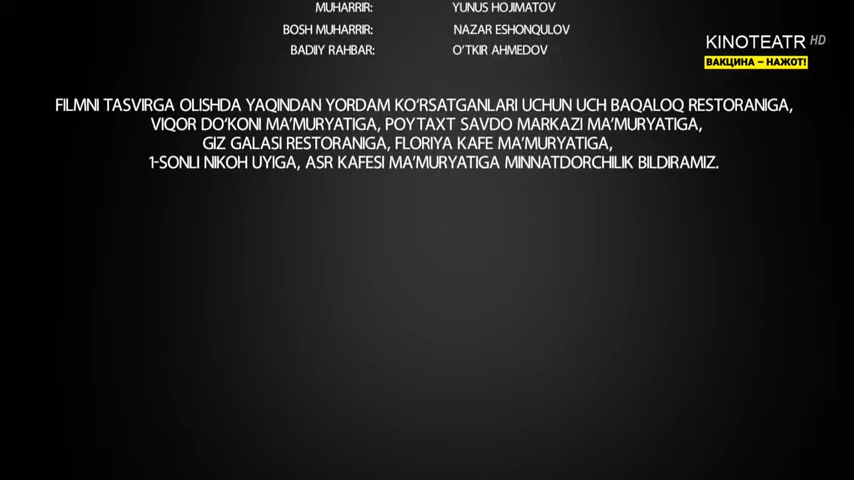 MUHARRIR: YUNUS HOJIMATOV
BOSH MUHARRIR: NAZAR ESHONQULOV
BADIIY RAHBAR: O‘TKIR AHMEDOV
KINOTEATR HD
ВАКЦИНА – НАЖОТ!
FILMNI TASVIRGA OLISHDA YAQINDAN YORDAM KO‘RSATGANLARI UCHUN UCH BAQALOQ RESTORANIGA,
VIQOR DO‘KONI MA’MURYATIGA, POYTAXT SAVDO MARKAZI MA’MURYATIGA,
GIZ GALASI RESTORANIGA, FLORIYA KAFE MA’MURYATIGA,
1-SONLI NIKOH UYIGA, ASR KAFESI MA’MURYATIGA MINNATDORCHILIK BILDIRAMIZ.